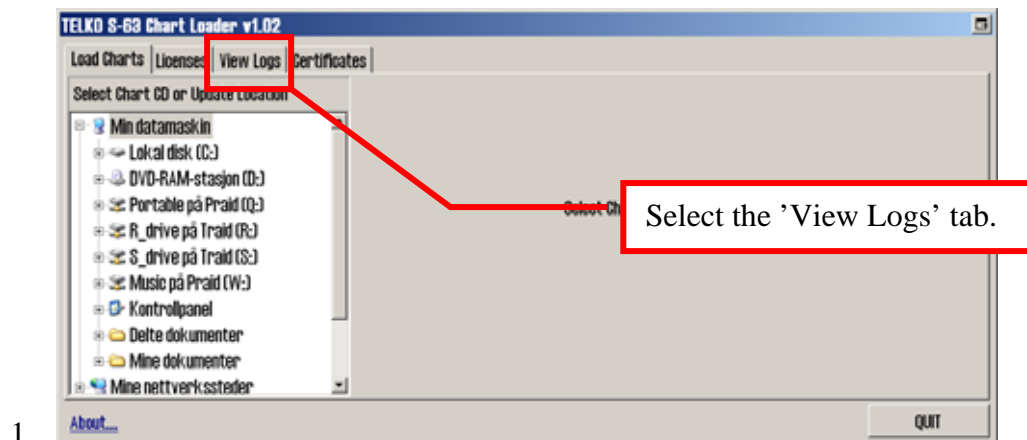 TELKO S-63 Chart Loader v1.02
Load Charts Licenses View Logs Certificates
Select Chart CD or Update Location
Min datamaskin
Lokal disk (C:)
DVD-RAM-stasjon (D:)
Portable på Praid (Q:)
R_drive på Traid (R:)
S_drive på Traid (S:)
Music på Praid (W:)
Kontrollpanel
Delte dokumenter
Mine dokumenter
Mine nettverkssteder
Select Ch
Select the ’View Logs’ tab.
About...
QUIT
1